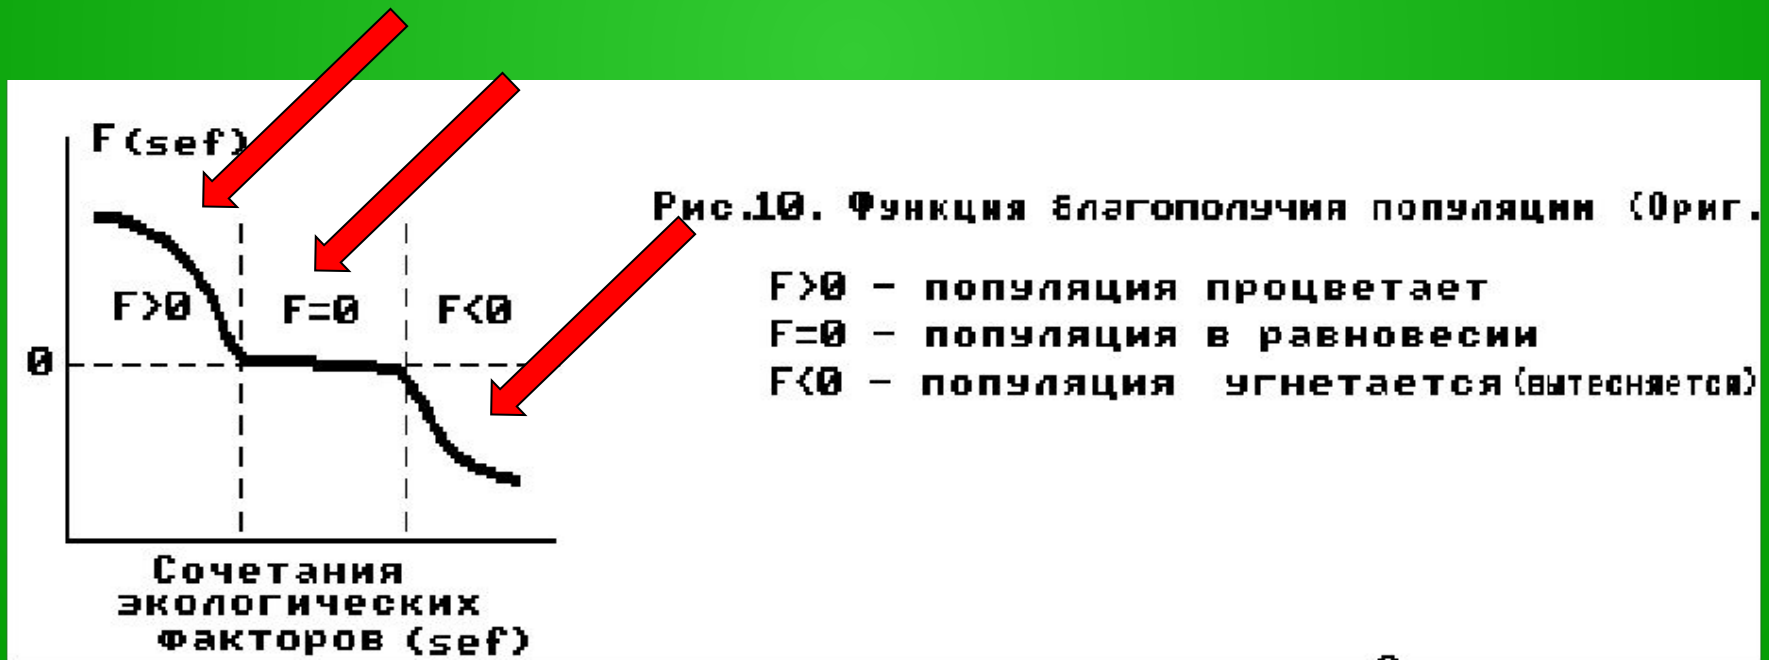 F(sef)
Рис.10. Функция благополучия популяции (Ориг.
F>0 F=0 F<0
F>0 - популяция процветает
F=0 - популяция в равновесии
F<0 - популяция угнетается(вытесняется)
0
Сочетания
экологических
факторов (sef)